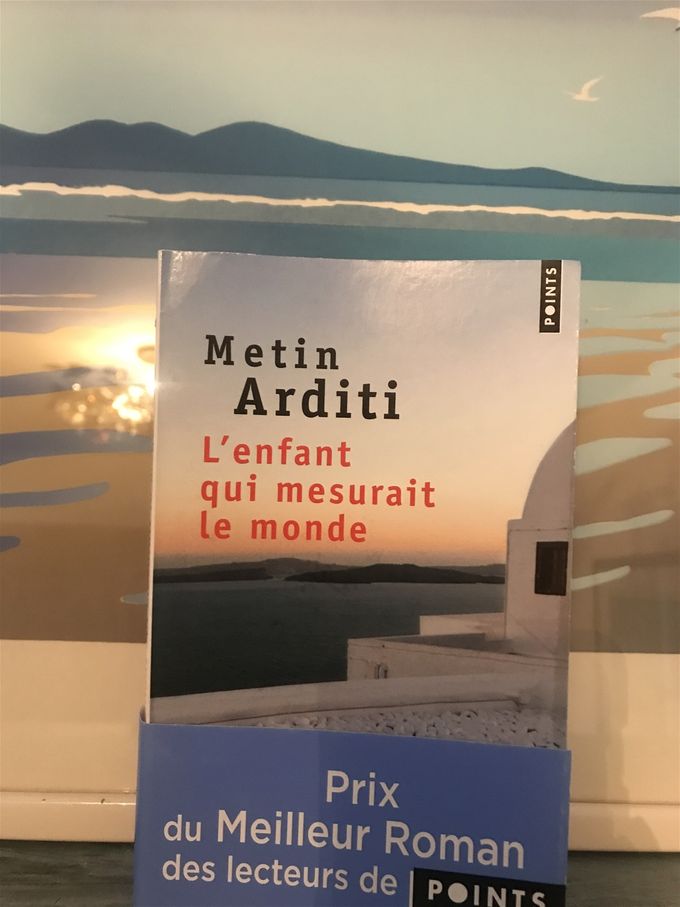 POINTS
Metin
Arditi
L'enfant
qui mesurait
le monde
Prix
du Meilleur Roman
des lecteurs de POINTS